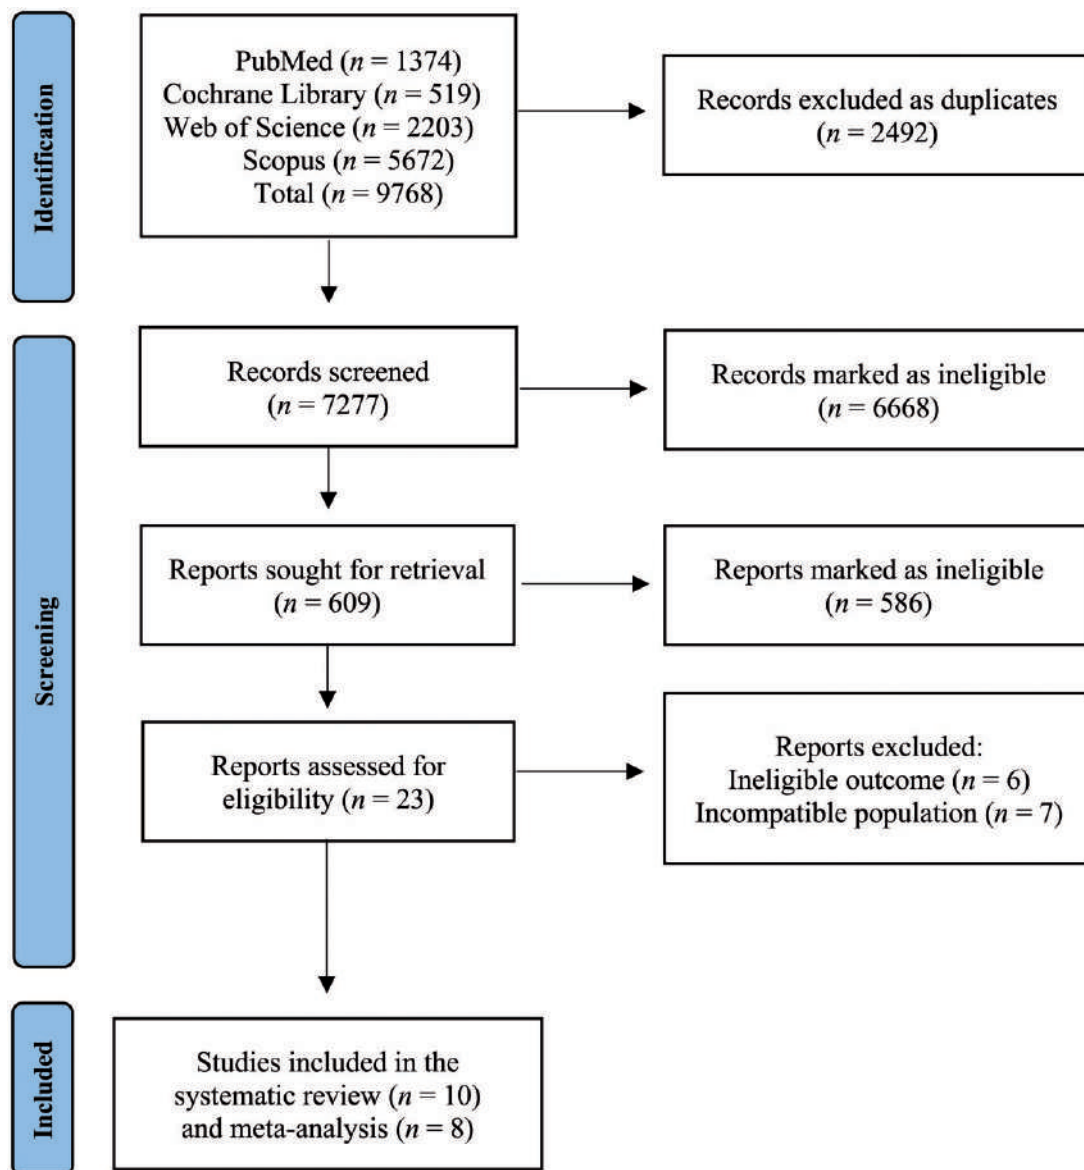 Identification
PubMed (n = 1374)
Cochrane Library (n = 519)
Web of Science (n = 2203)
Scopus (n = 5672)
Total (n = 9768)
Records excluded as duplicates
(n = 2492)
Screening
Records screened
(n = 7277)
Records marked as ineligible
(n = 6668)
Reports sought for retrieval
(n = 609)
Reports marked as ineligible
(n = 586)
Reports assessed for
eligibility (n = 23)
Reports excluded:
Ineligible outcome (n = 6)
Incompatible population (n = 7)
Included
Studies included in the
systematic review (n = 10)
and meta-analysis (n = 8)